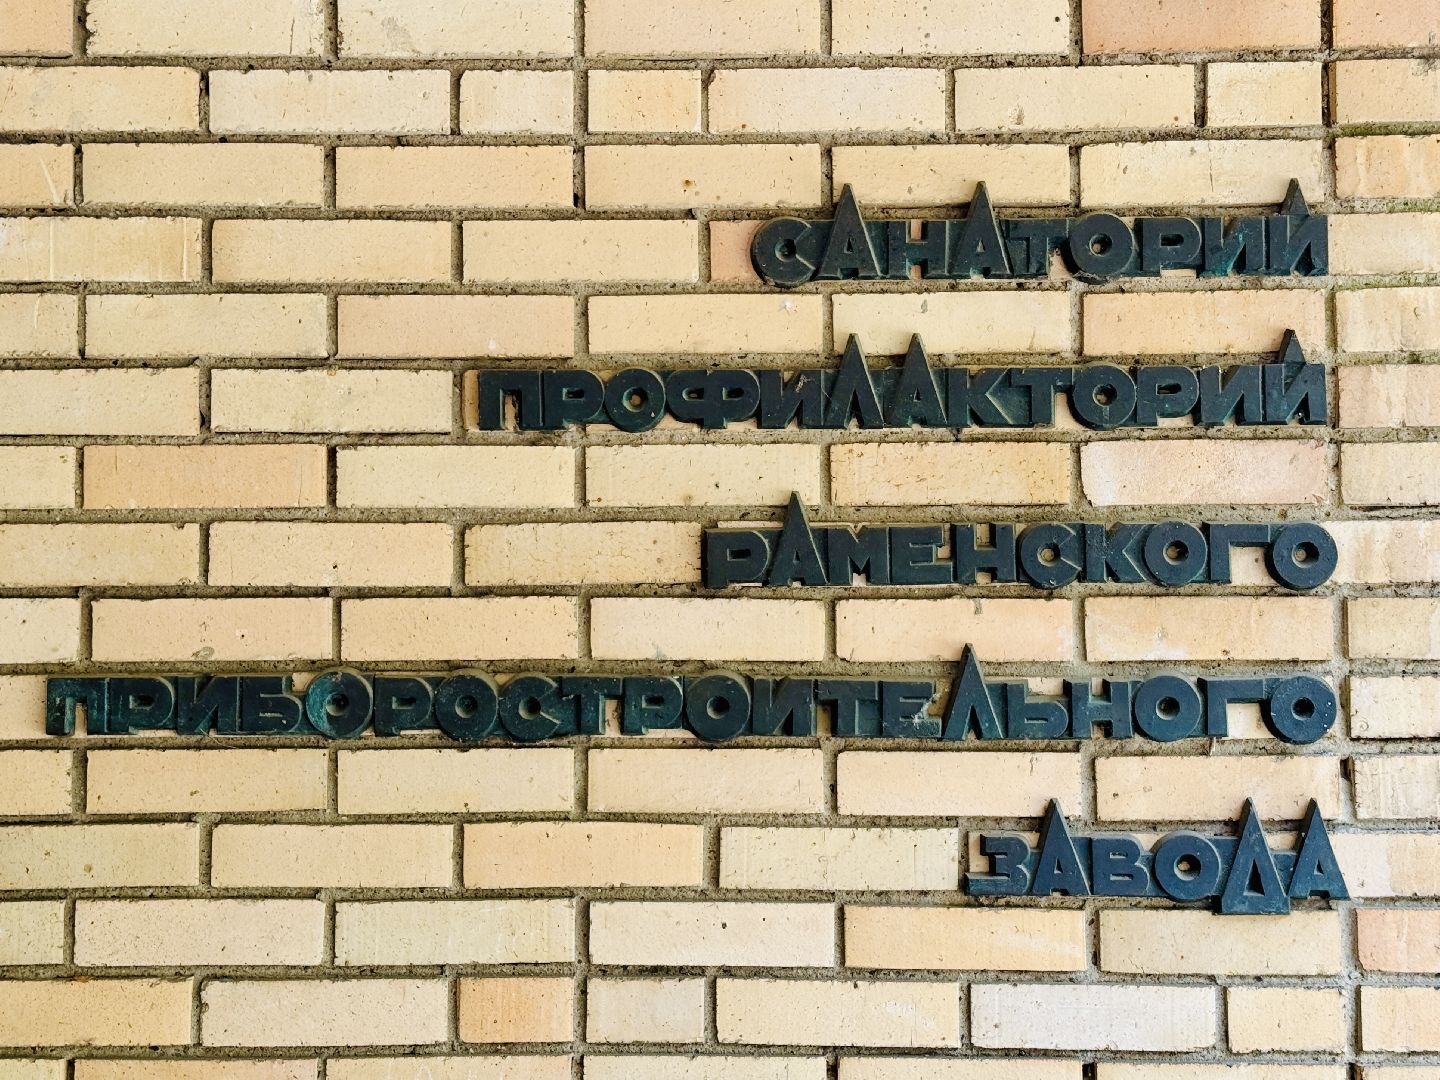 САНАТОРИЙ
ПРОФИЛАКТОРИЙ
РАМЕНСКОГО
ПРИБОРОСТРОИТЕЛЬНОГО
ЗАВОДА